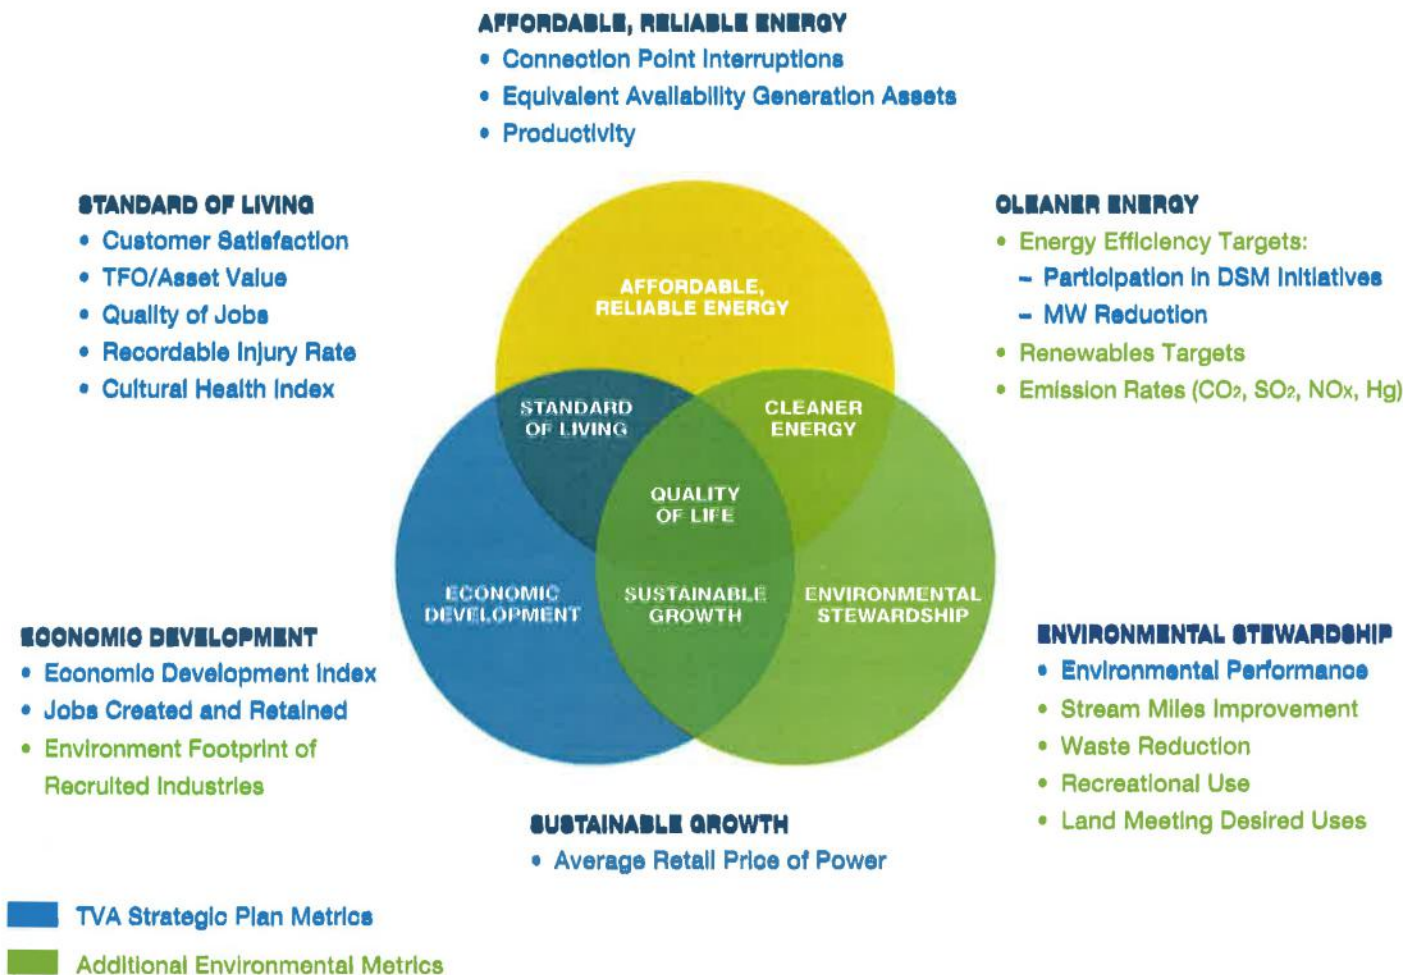 AFFORDABLE, RELIABLE ENERGY
• Connection Point Interruptions
• Equivalent Availability Generation Assets
• Productivity
STANDARD OF LIVING
• Customer Satisfaction
• TFO/Asset Value
• Quality of Jobs
• Recordable Injury Rate
• Cultural Health Index
CLEANER ENERGY
• Energy Efficiency Targets:
– Participation in DSM Initiatives
– MW Reduction
• Renewables Targets
• Emission Rates (CO₂, SO₂, NOx, Hg)
AFFORDABLE,
RELIABLE ENERGY
STANDARD
OF LIVING
CLEANER
ENERGY
QUALITY
OF LIFE
ECONOMIC
DEVELOPMENT
SUSTAINABLE
GROWTH
ENVIRONMENTAL
STEWARDSHIP
ECONOMIC DEVELOPMENT
• Economic Development Index
• Jobs Created and Retained
• Environment Footprint of
Recruited Industries
ENVIRONMENTAL STEWARDSHIP
• Environmental Performance
• Stream Miles Improvement
• Waste Reduction
• Recreational Use
• Land Meeting Desired Uses
SUSTAINABLE GROWTH
• Average Retail Price of Power
TVA Strategic Plan Metrics
Additional Environmental Metrics